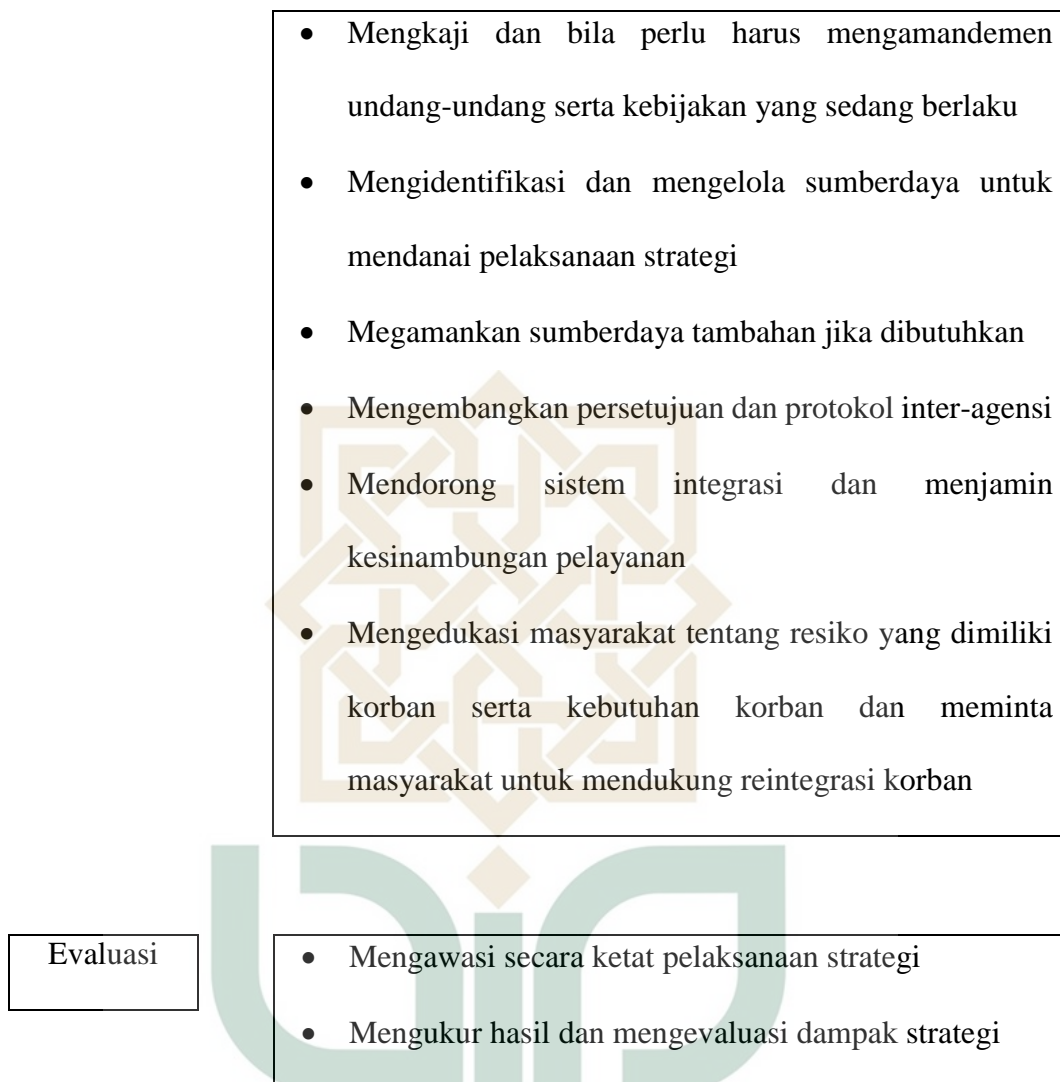 • Mengkaji dan bila perlu harus mengamandemen
undang-undang serta kebijakan yang sedang berlaku
• Mengidentifikasi dan mengelola sumberdaya untuk
mendanai pelaksanaan strategi
• Megamankan sumberdaya tambahan jika dibutuhkan
• Mengembangkan persetujuan dan protokol inter-agensi
• Mendorong sistem integrasi dan menjamin
kesinambungan pelayanan
• Mengedukasi masyarakat tentang resiko yang dimiliki
korban serta kebutuhan korban dan meminta
masyarakat untuk mendukung reintegrasi korban
Evaluasi
• Mengawasi secara ketat pelaksanaan strategi
• Mengukur hasil dan mengevaluasi dampak strategi